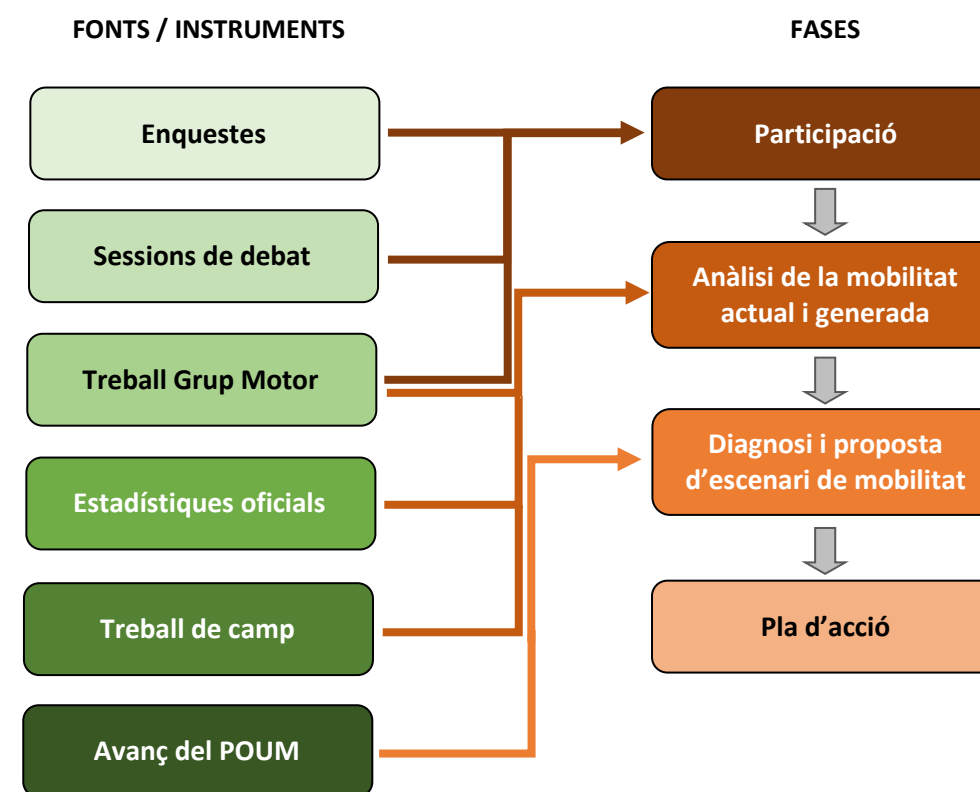 FONTS / INSTRUMENTS
FASES
Enquestes
Participació
Sessions de debat
Anàlisi de la mobilitat
actual i generada
Treball Grup Motor
Diagnosi i proposta
d’escenari de mobilitat
Estadístiques oficials
Treball de camp
Pla d’acció
Avanç del POUM